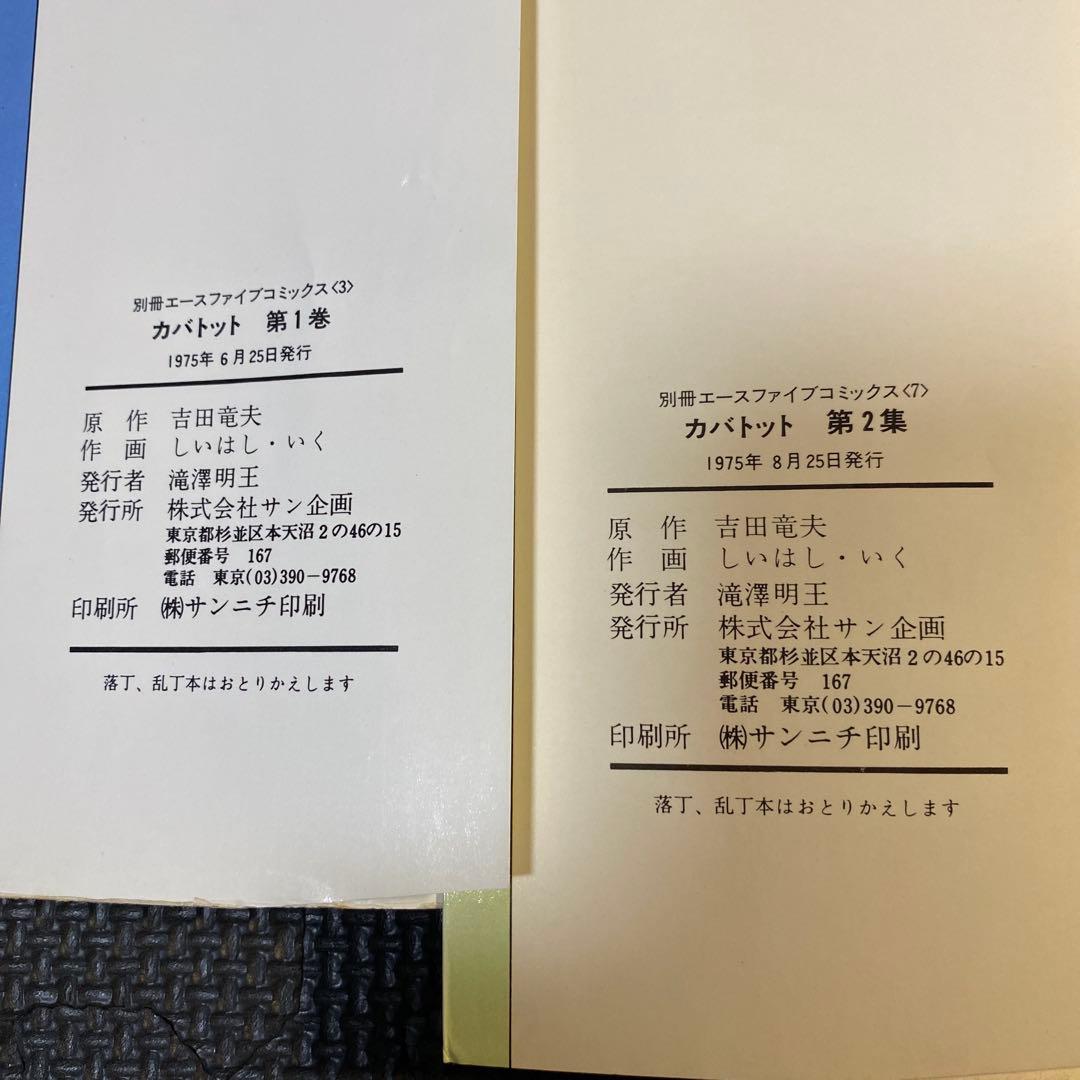 別冊エースファイブコミックス〈3〉
カバトット 第1巻
1975年6月25日発行
原作 吉田竜夫
作画 しいはし・いく
発行者 滝澤明王
発行所 株式会社サン企画
東京都杉並区本天沼2の46の15
郵便番号 167
電話 東京(03)390-9768
印刷所 ㈱サンニチ印刷
落丁、乱丁本はおとりかえします
別冊エースファイブコミックス〈7〉
カバトット 第2集
1975年8月25日発行
原作 吉田竜夫
作画 しいはし・いく
発行者 滝澤明王
発行所 株式会社サン企画
東京都杉並区本天沼2の46の15
郵便番号 167
電話 東京(03)390-9768
印刷所 ㈱サンニチ印刷
落丁、乱丁本はおとりかえします